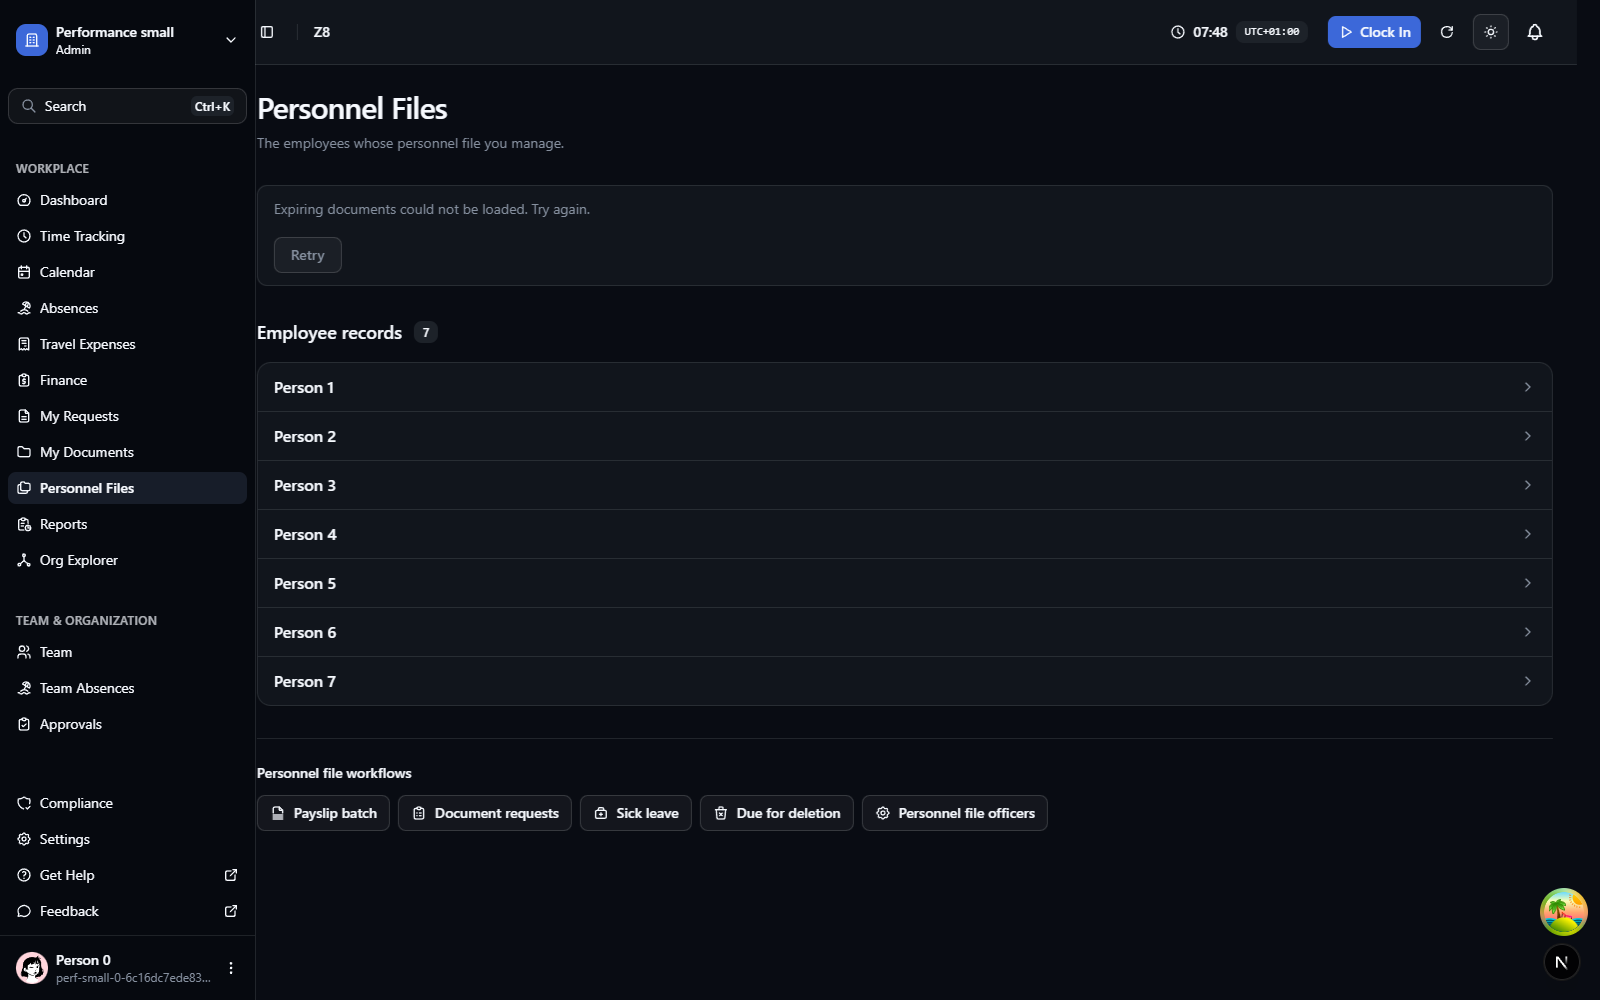 Performance small
Admin
Search
Ctrl+K
WORKPLACE
Dashboard
Time Tracking
Calendar
Absences
Travel Expenses
Finance
My Requests
My Documents
Personnel Files
Reports
Org Explorer
TEAM & ORGANIZATION
Team
Team Absences
Approvals
Compliance
Settings
Get Help
Feedback
Person 0
perf-small-0-6c16dc7ede83...
Z8
07:48
UTC+01:00
Clock In
Personnel Files
The employees whose personnel file you manage.
Expiring documents could not be loaded. Try again.
Retry
Employee records 7
Person 1
Person 2
Person 3
Person 4
Person 5
Person 6
Person 7
Personnel file workflows
Payslip batch
Document requests
Sick leave
Due for deletion
Personnel file officers
N